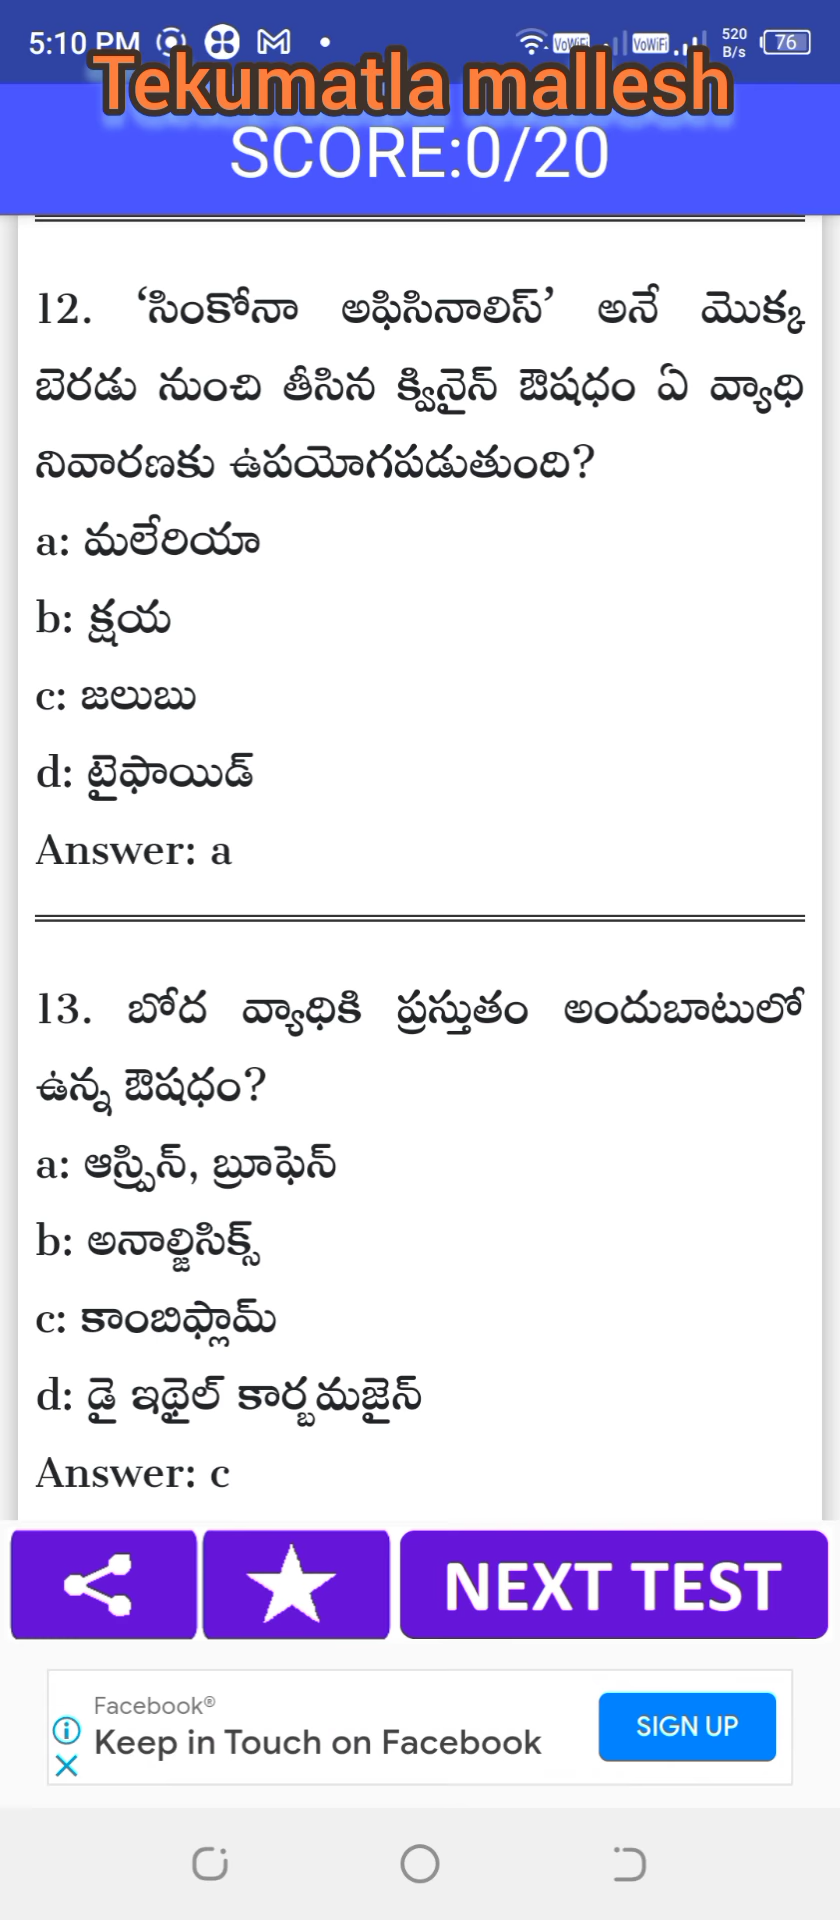 5:10 PM
VoWiFi VoWiFi 520 B/s 76
Tekumatla mallesh
SCORE:0/20
12. ‘సింకోనా అఫిసినాలిస్’ అనే మొక్క
బెరడు నుంచి తీసిన క్వినైన్ ఔషధం ఏ వ్యాధి
నివారణకు ఉపయోగపడుతుంది?
a: మలేరియా
b: క్షయ
c: జలుబు
d: టైఫాయిడ్
Answer: a
13. బోద వ్యాధికి ప్రస్తుతం అందుబాటులో
ఉన్న ఔషధం?
a: ఆస్ప్రిన్, బ్రూఫెన్
b: అనాల్జిసిక్స్
c: కాంబిఫ్లామ్
d: డై ఇథైల్ కార్బమజైన్
Answer: c
NEXT TEST
Facebook®
Keep in Touch on Facebook
SIGN UP